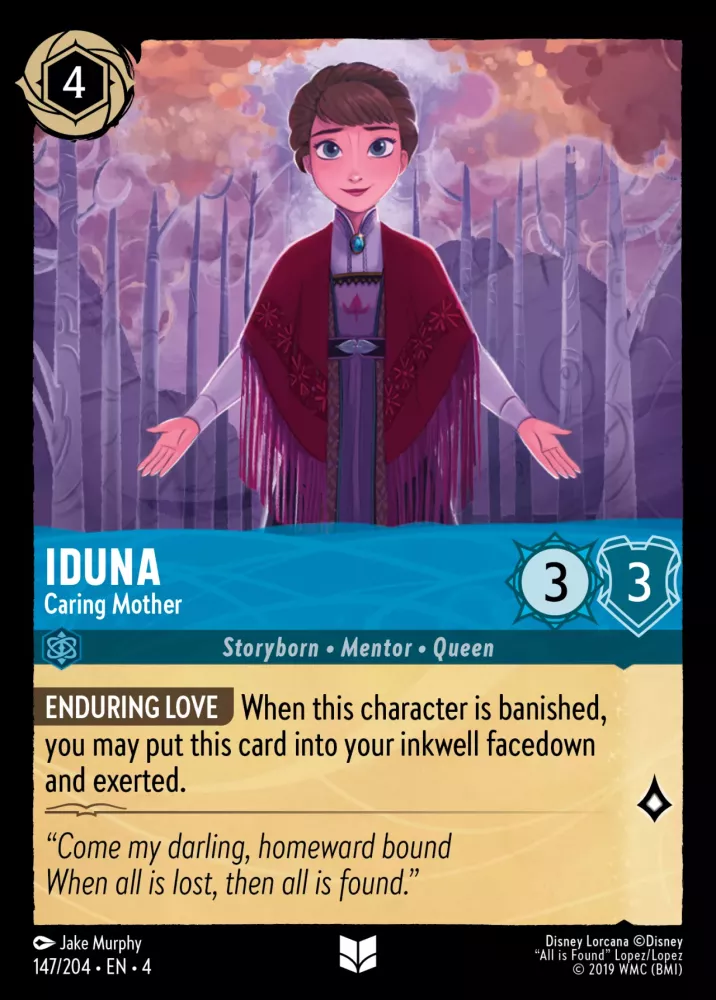 4
IDUNA
Caring Mother
3
3
Storyborn • Mentor • Queen
ENDURING LOVE When this character is banished,
you may put this card into your inkwell facedown
and exerted.
“Come my darling, homeward bound
When all is lost, then all is found.”
Jake Murphy
147/204 • EN • 4
Disney Lorcana ©Disney
“All is Found” Lopez/Lopez
© 2019 WMC (BMI)